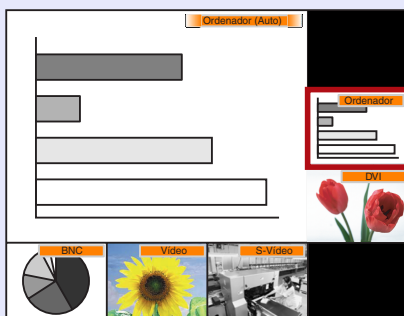 Ordenador (Auto)
Ordenador
DVI
BNC
Vídeo
S-Vídeo